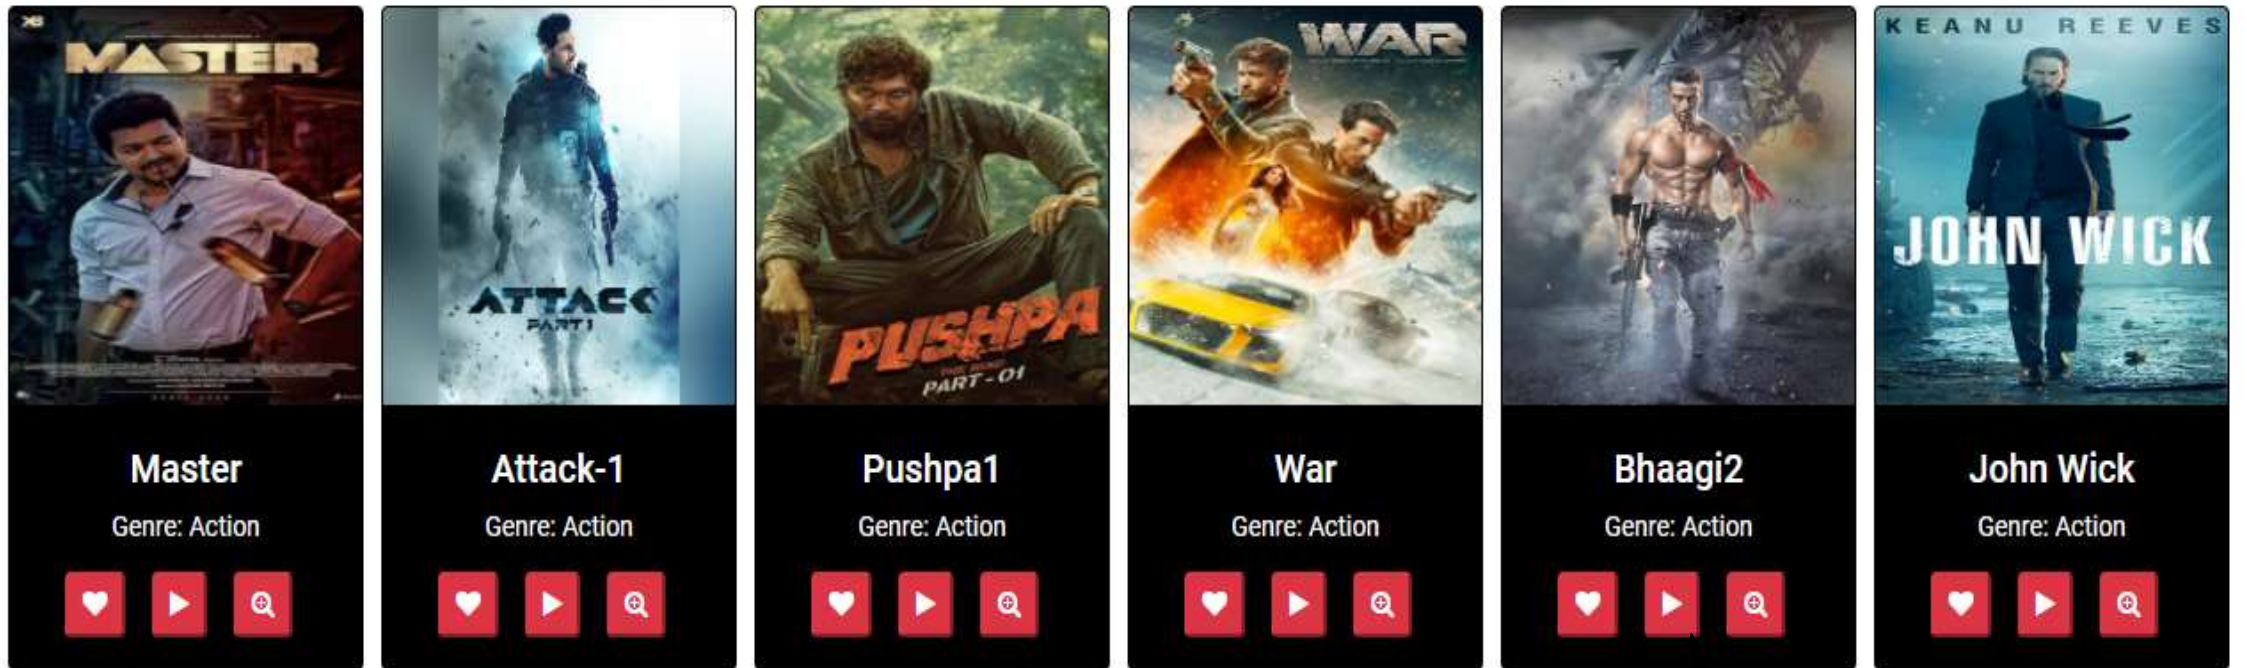 XB
MASTER
Master
Genre: Action
ATTACK
PART 1
Attack-1
Genre: Action
PUSHPA
PART-01
Pushpa1
Genre: Action
WAR
War
Genre: Action
Bhaagi2
Genre: Action
KEANU REEVES
JOHN WICK
John Wick
Genre: Action